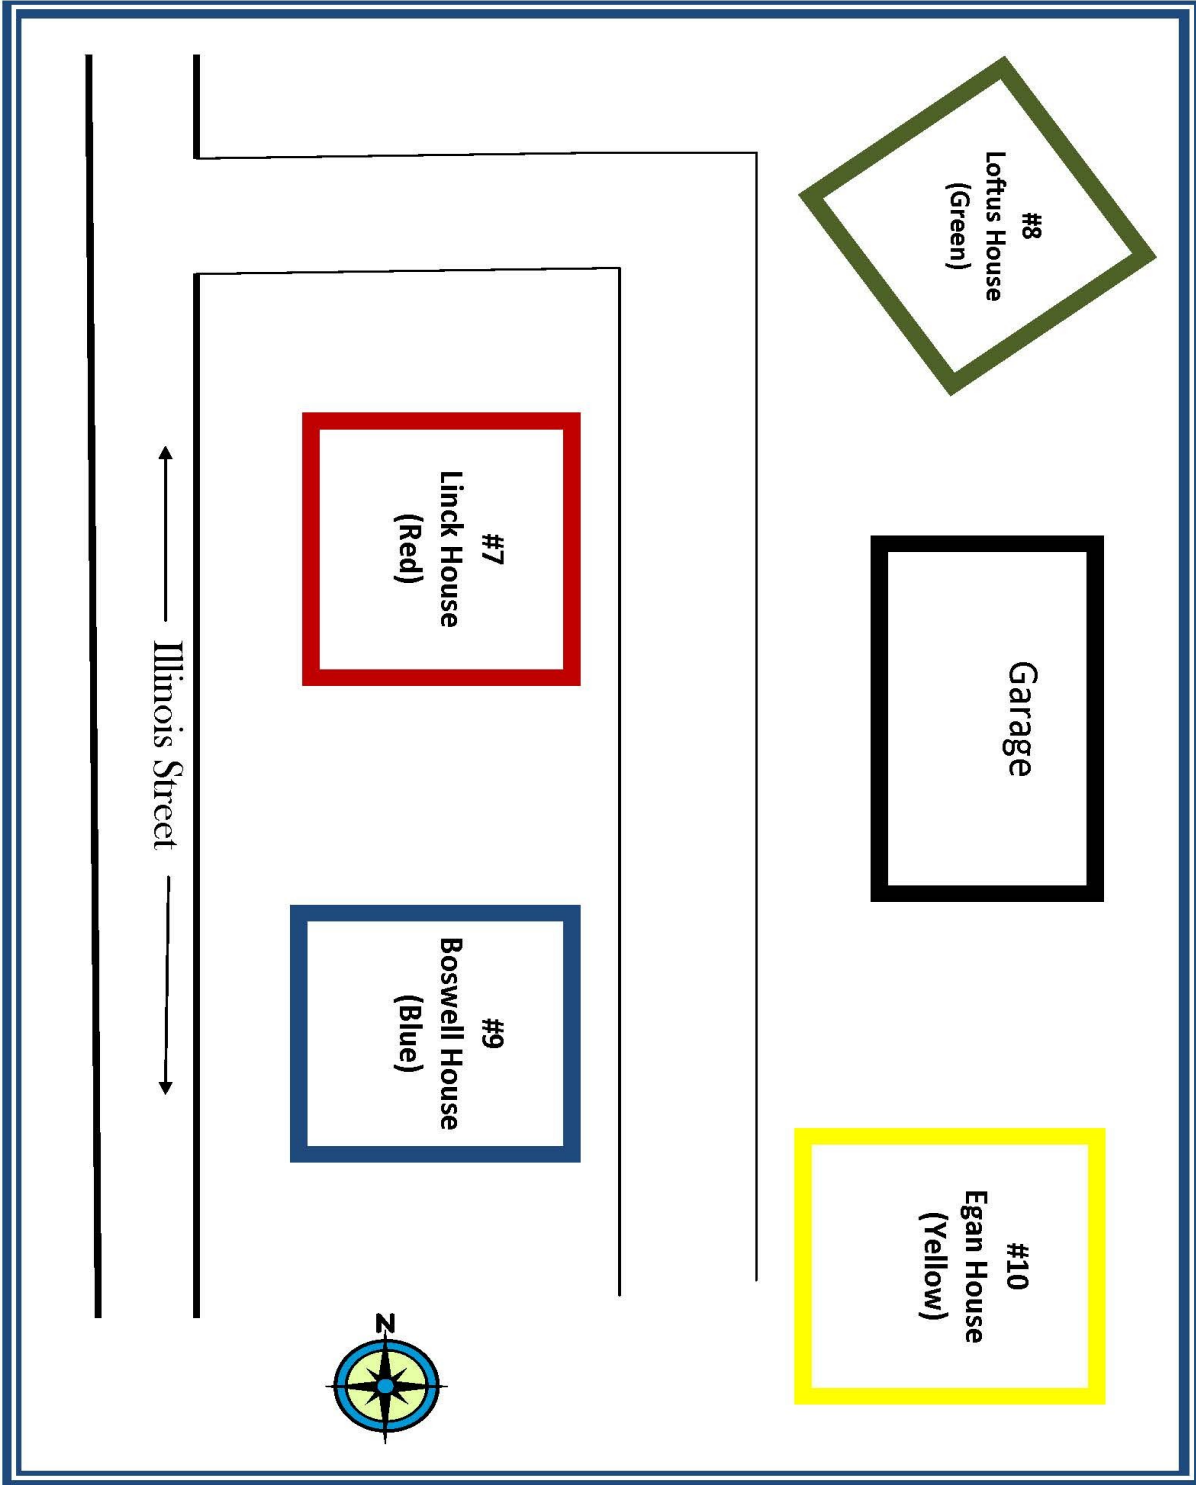 #8
Loftus House
(Green)
#7
Linck House
(Red)
Garage
Illinois Street
#9
Boswell House
(Blue)
#10
Egan House
(Yellow)
N